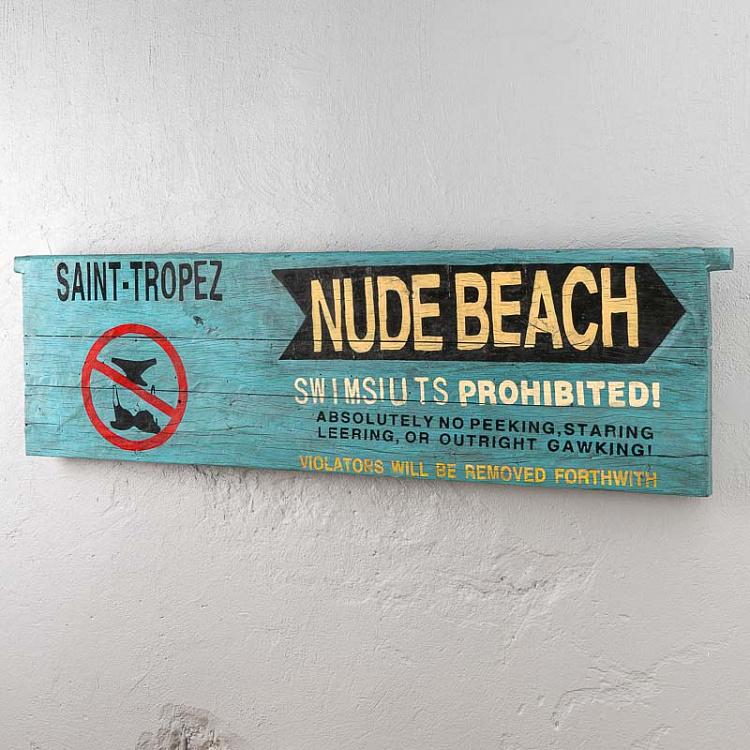 SAINT-TROPEZ
NUDE BEACH
SWIMSIUTS PROHIBITED!
ABSOLUTELY NO PEEKING, STARING
LEERING, OR OUTRIGHT GAWKING!
VIOLATORS WILL BE REMOVED FORTHWITH